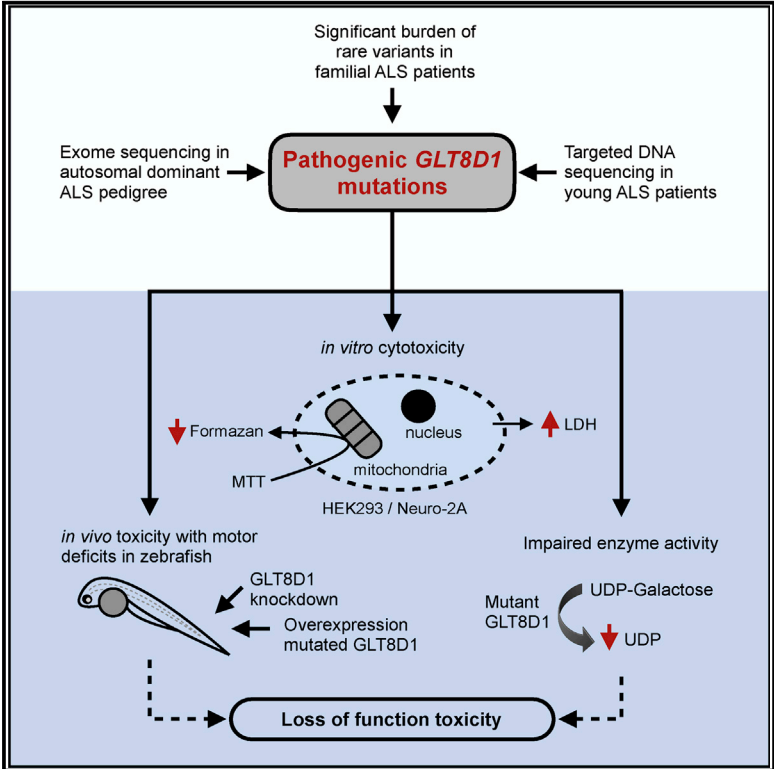 Significant burden of
rare variants in
familial ALS patients
Exome sequencing in
autosomal dominant
ALS pedigree
Pathogenic GLT8D1
mutations
Targeted DNA
sequencing in
young ALS patients
in vitro cytotoxicity
Formazan
MTT
nucleus
mitochondria
LDH
HEK293 / Neuro-2A
in vivo toxicity with motor
deficits in zebrafish
GLT8D1
knockdown
Overexpression
mutated GLT8D1
Impaired enzyme activity
Mutant
GLT8D1
UDP-Galactose
UDP
Loss of function toxicity